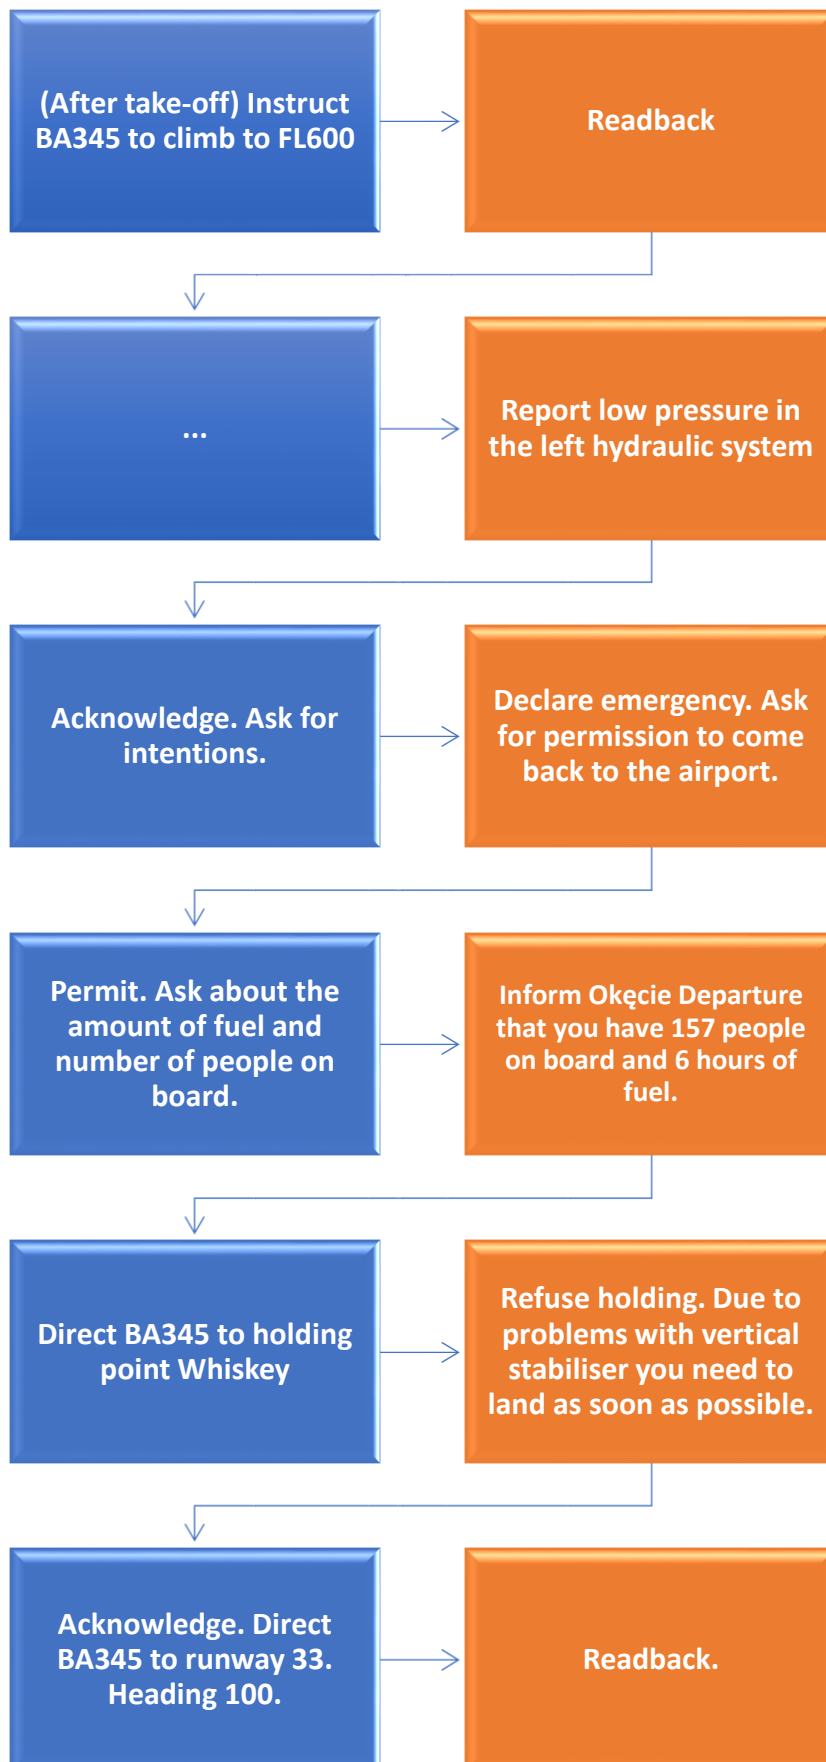 (After take-off) Instruct
BA345 to climb to FL600
Readback
...
Report low pressure in
the left hydraulic system
Acknowledge. Ask for
intentions.
Declare emergency. Ask
for permission to come
back to the airport.
Permit. Ask about the
amount of fuel and
number of people on
board.
Inform Okęcie Departure
that you have 157 people
on board and 6 hours of
fuel.
Direct BA345 to holding
point Whiskey
Refuse holding. Due to
problems with vertical
stabiliser you need to
land as soon as possible.
Acknowledge. Direct
BA345 to runway 33.
Heading 100.
Readback.